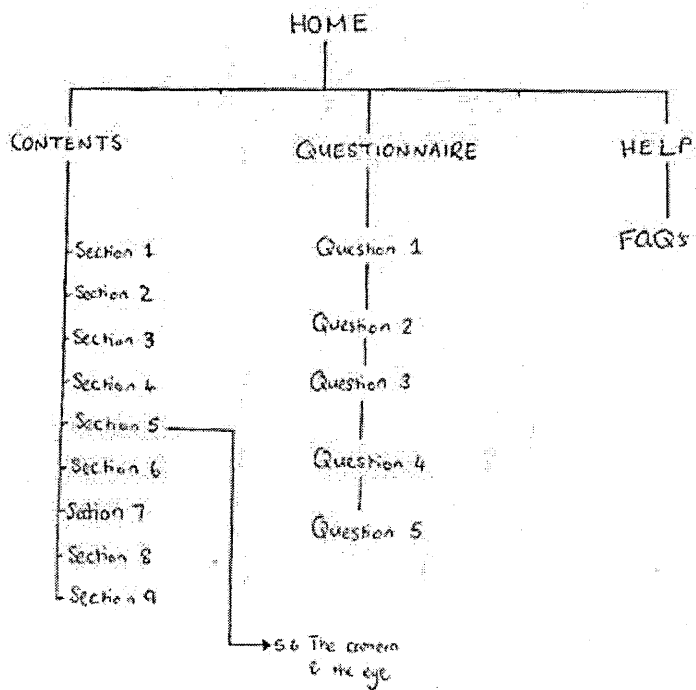 HOME
CONTENTS
QUESTIONNAIRE
HELP
Section 1
Section 2
Section 3
Section 4
Section 5
Section 6
Section 7
Section 8
Section 9
Question 1
Question 2
Question 3
Question 4
Question 5
FAQs
5.6 The camera
& the eye